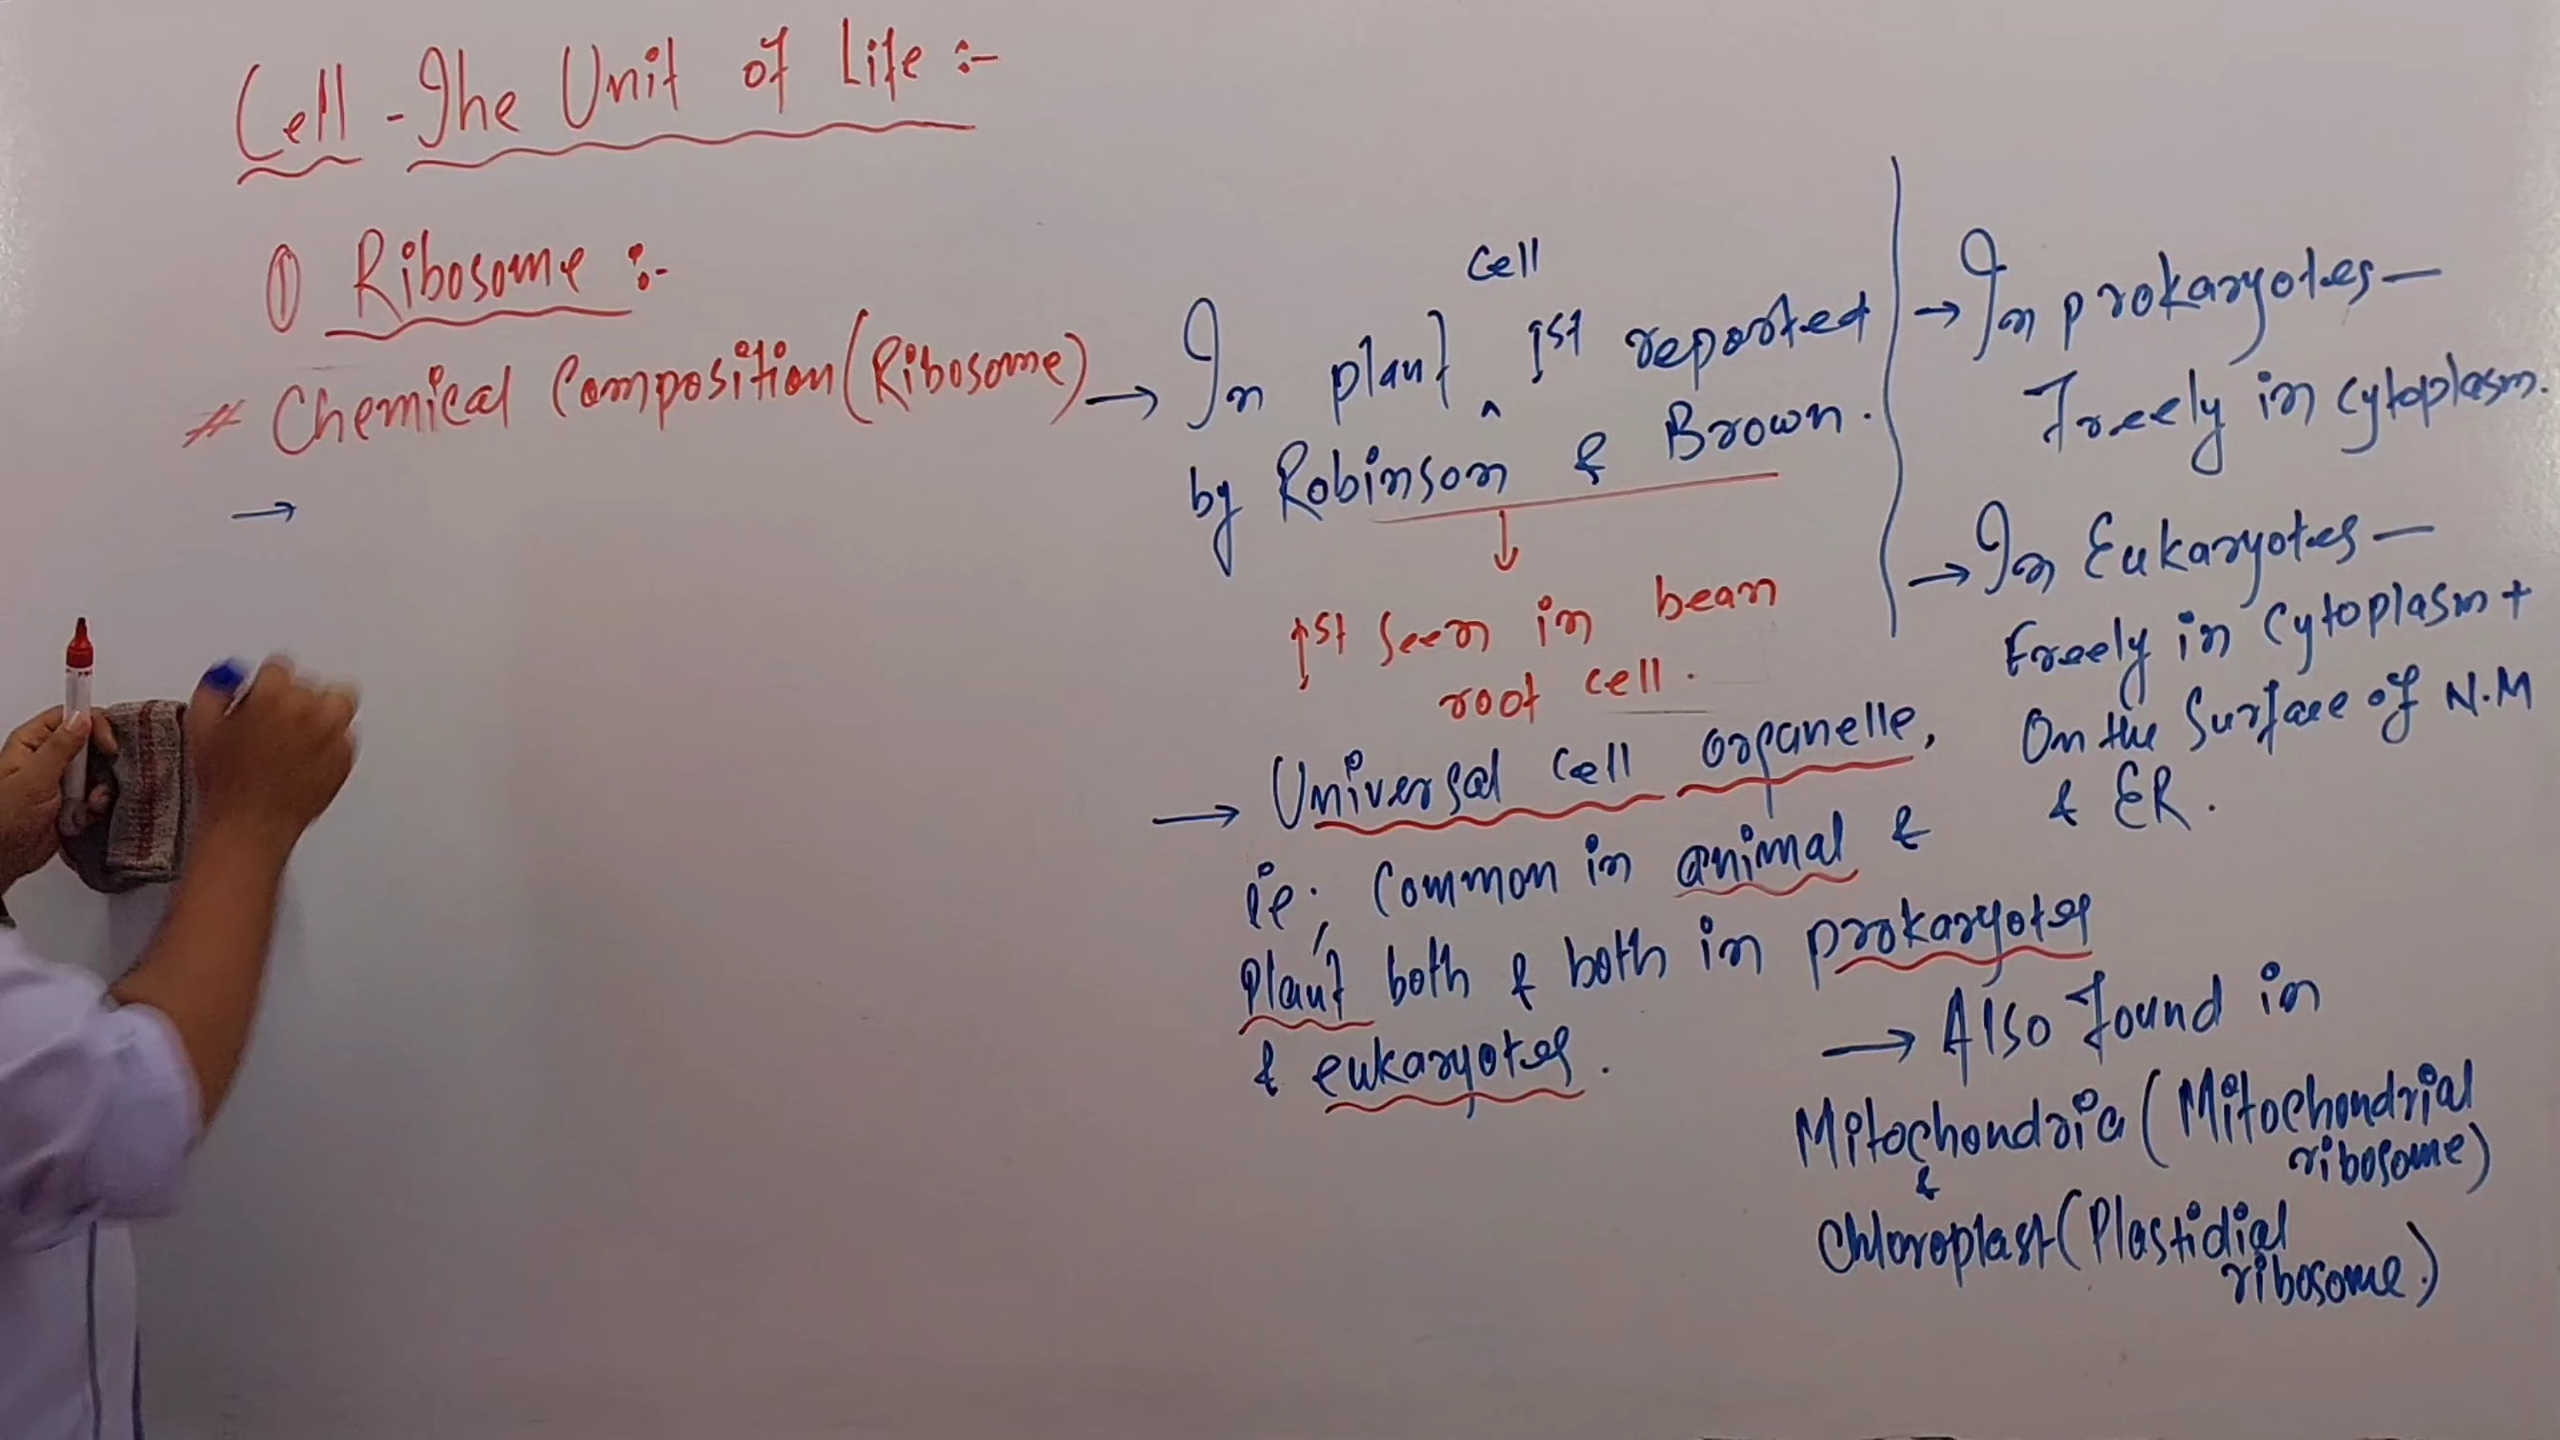 Cell - The Unit of Life :-
① Ribosome :-
# Chemical Composition (Ribosome)
→
→ In plant ^ cell 1st reported
by Robinson & Brown.
↓
1st seen in bean
root cell.
→ Universal cell organelle,
ie; Common in animal &
Plant both & both in prokaryotes
& eukaryotes.
→ In prokaryotes—
Freely in cytoplasm.
→ In Eukaryotes—
Freely in Cytoplasm +
On the Surface of N.M
& ER.
→ Also Found in
Mitochondria (Mitochondrial
ribosome)
&
Chloroplast (Plastidial
ribosome.)